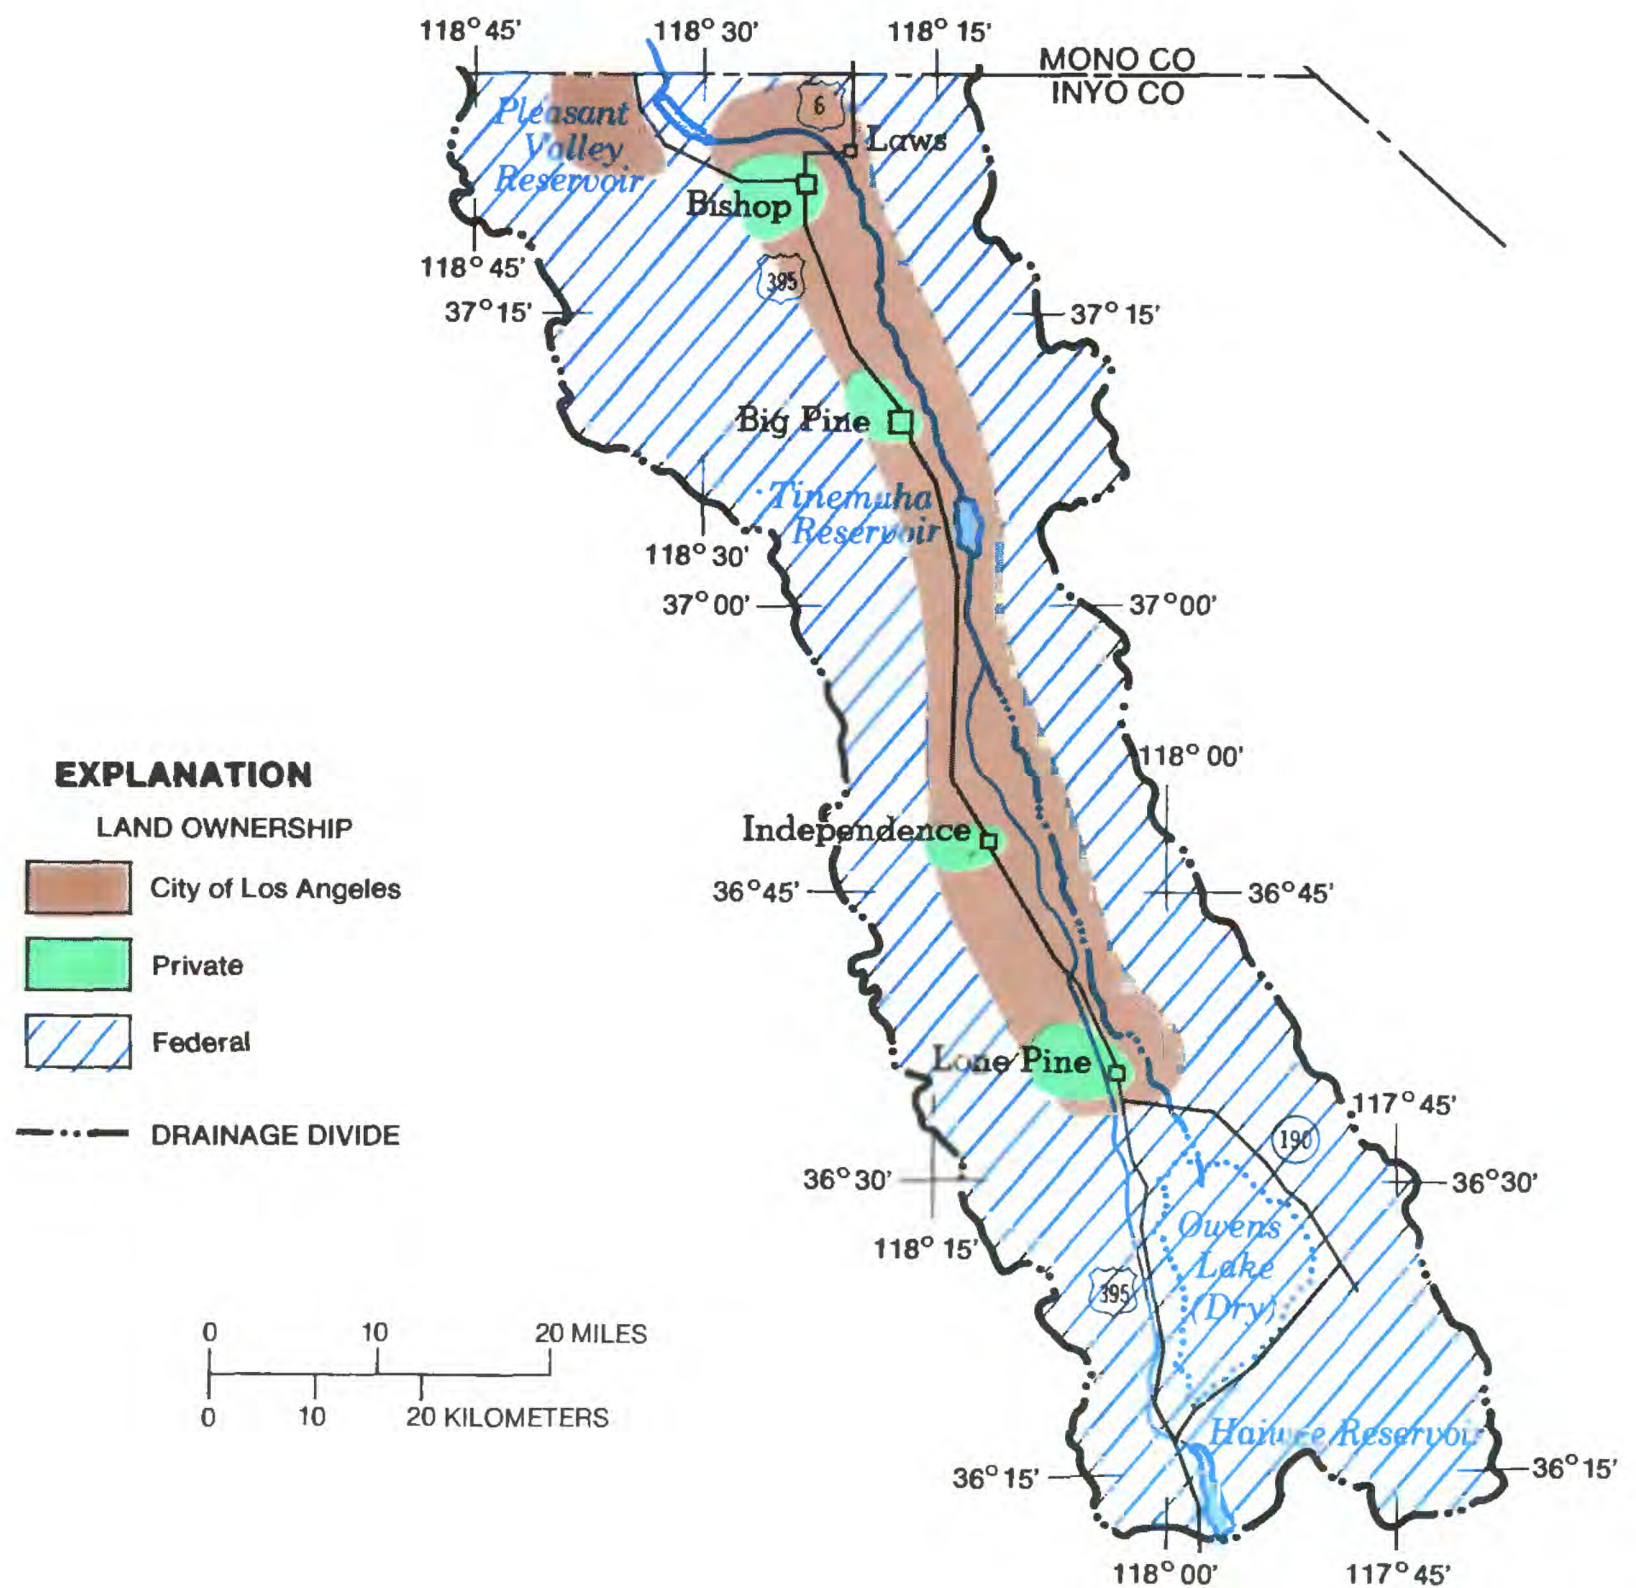 118° 45' 118° 30' 118° 15'
MONO CO
INYO CO
Pleasant
Valley
Reservoir
6
Laws
Bishop
118° 45'
37° 15'
395
37° 15'
Big Pine
Tinemaha
Reservoir
118° 30'
37° 00'
37° 00'
118° 00'
EXPLANATION
LAND OWNERSHIP
City of Los Angeles
Private
Federal
DRAINAGE DIVIDE
Independence
36° 45'
36° 45'
Lone Pine
117° 45'
190
36° 30'
36° 30'
118° 15'
Owens
Lake
(Dry)
395
0 10 20 MILES
0 10 20 KILOMETERS
Haiwee Reservoir
36° 15'
36° 15'
118° 00' 117° 45'